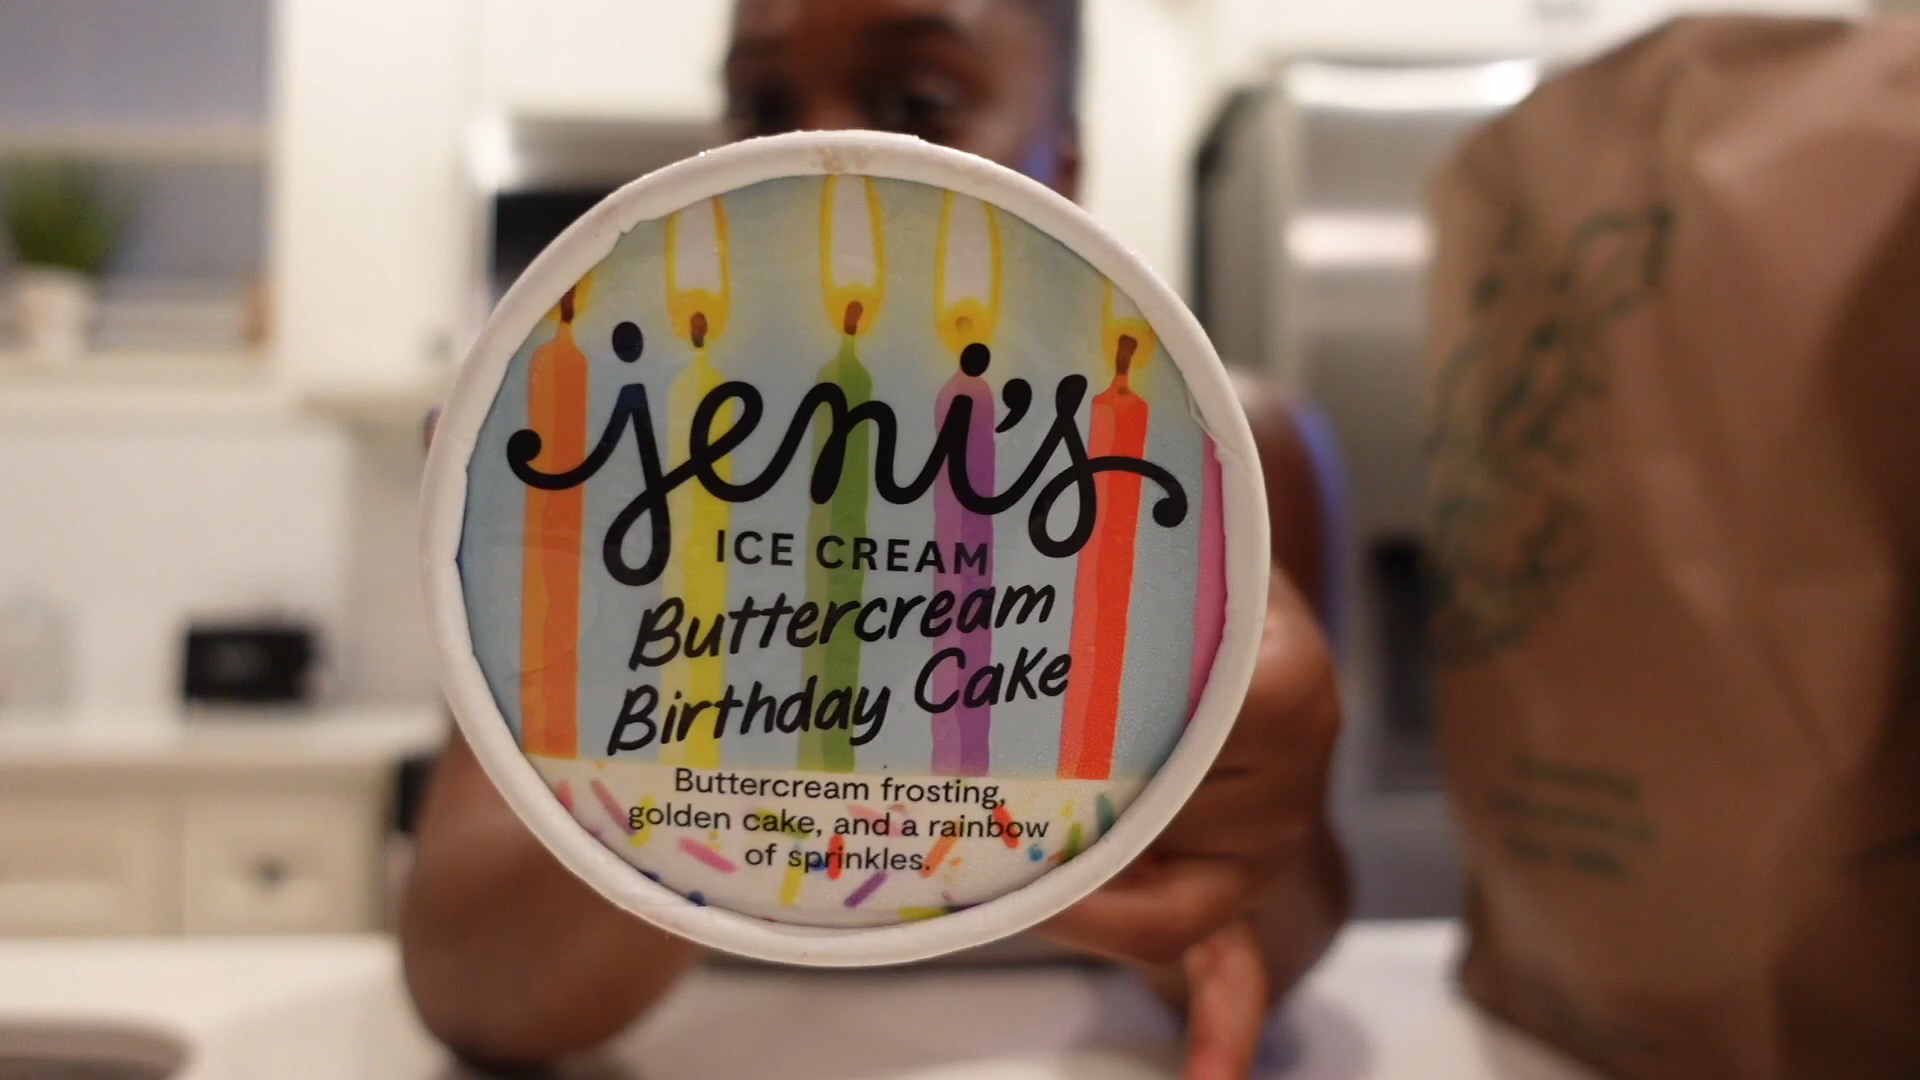 jeni's
ICE CREAM
Buttercream
Birthday Cake
Buttercream frosting,
golden cake, and a rainbow
of sprinkles.